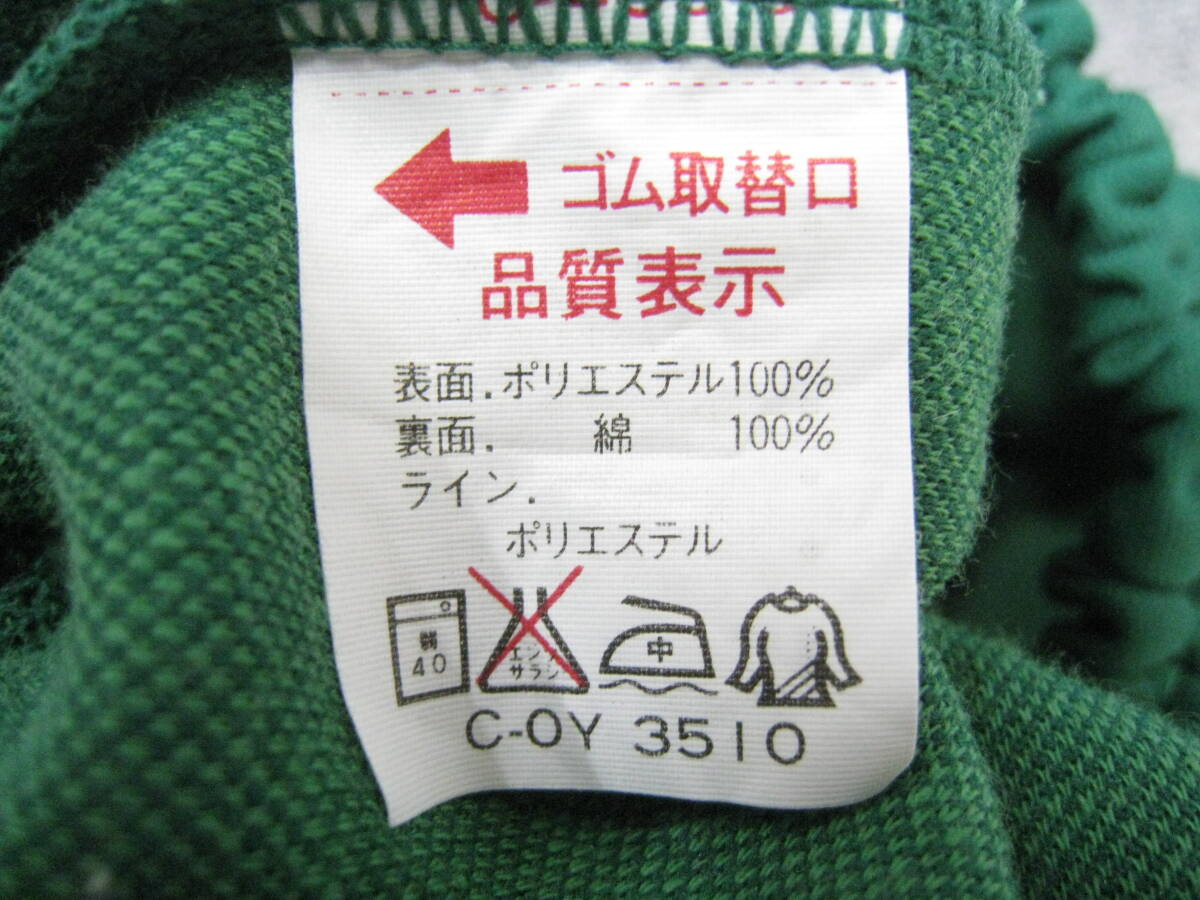 ゴム取替口
品質表示
表面.ポリエステル100%
裏面. 綿 100%
ライン.
ポリエステル
40
エンソ
サラシ
中
C-OY 3510